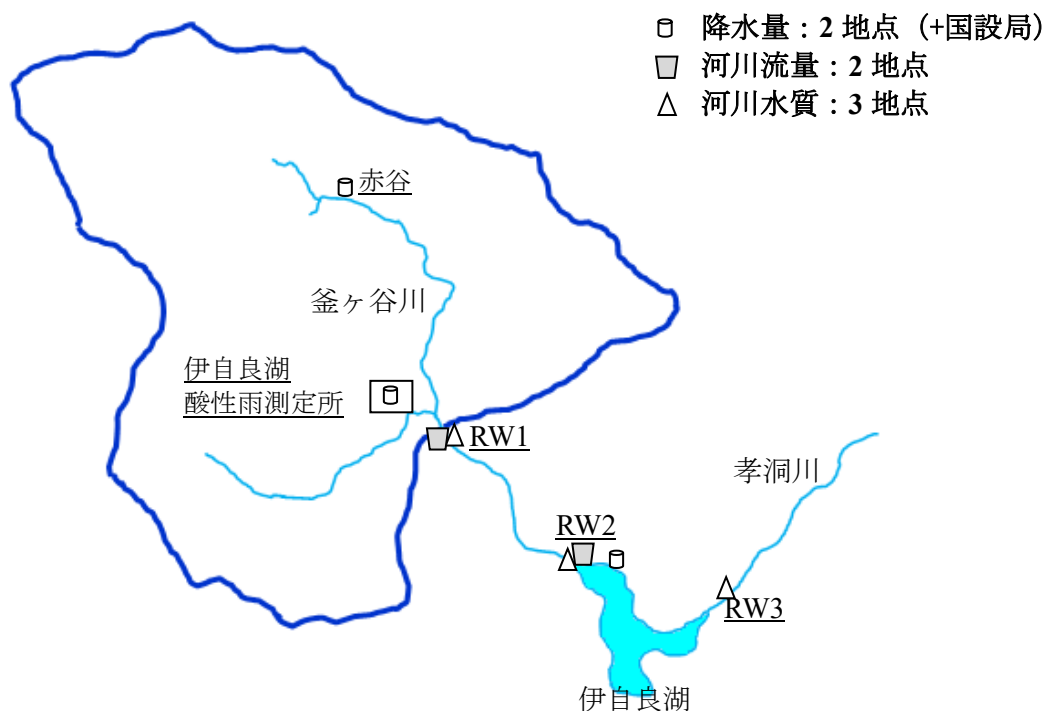 降水量：2 地点（+国設局）
河川流量：2 地点
河川水質：3 地点
赤谷
釜ヶ谷川
伊自良湖
酸性雨測定所
RW1
孝洞川
RW2
RW3
伊自良湖